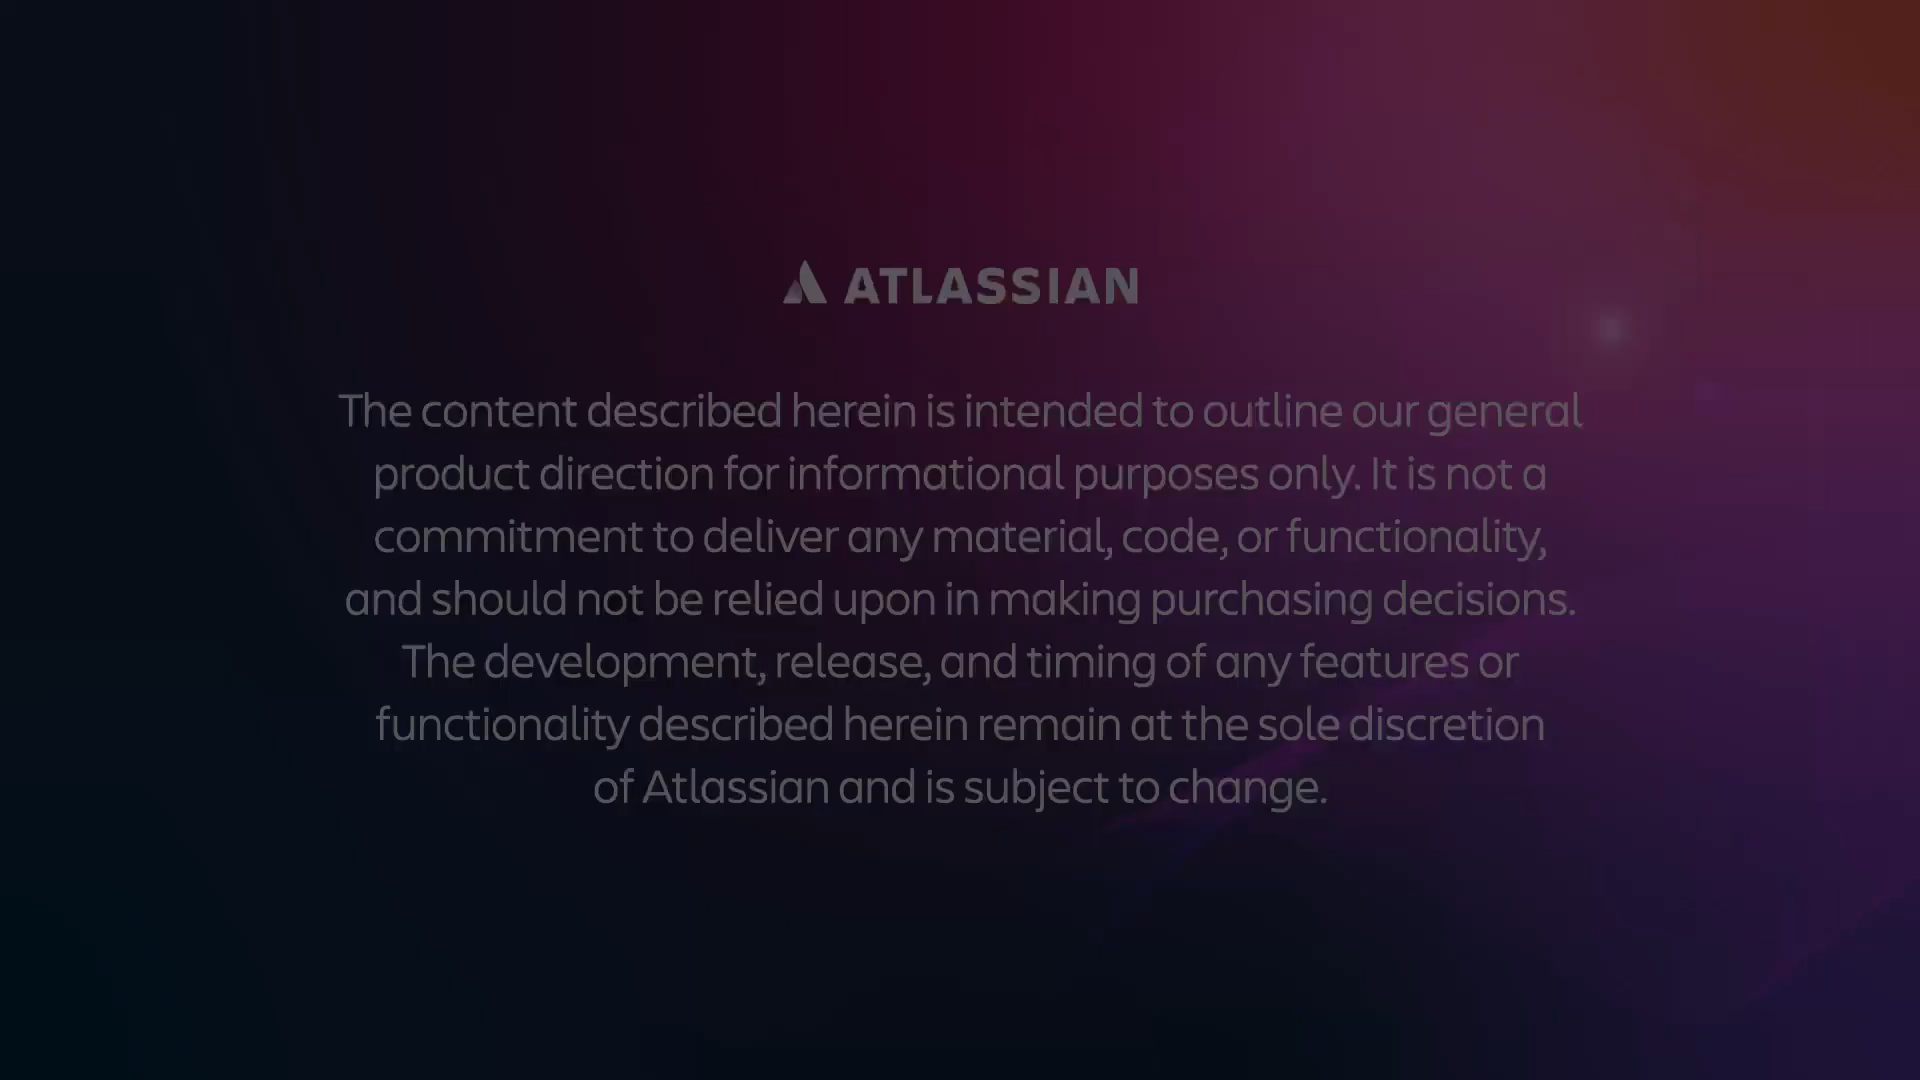 ATLASSIAN
The content described herein is intended to outline our general
product direction for informational purposes only. It is not a
commitment to deliver any material, code, or functionality,
and should not be relied upon in making purchasing decisions.
The development, release, and timing of any features or
functionality described herein remain at the sole discretion
of Atlassian and is subject to change.